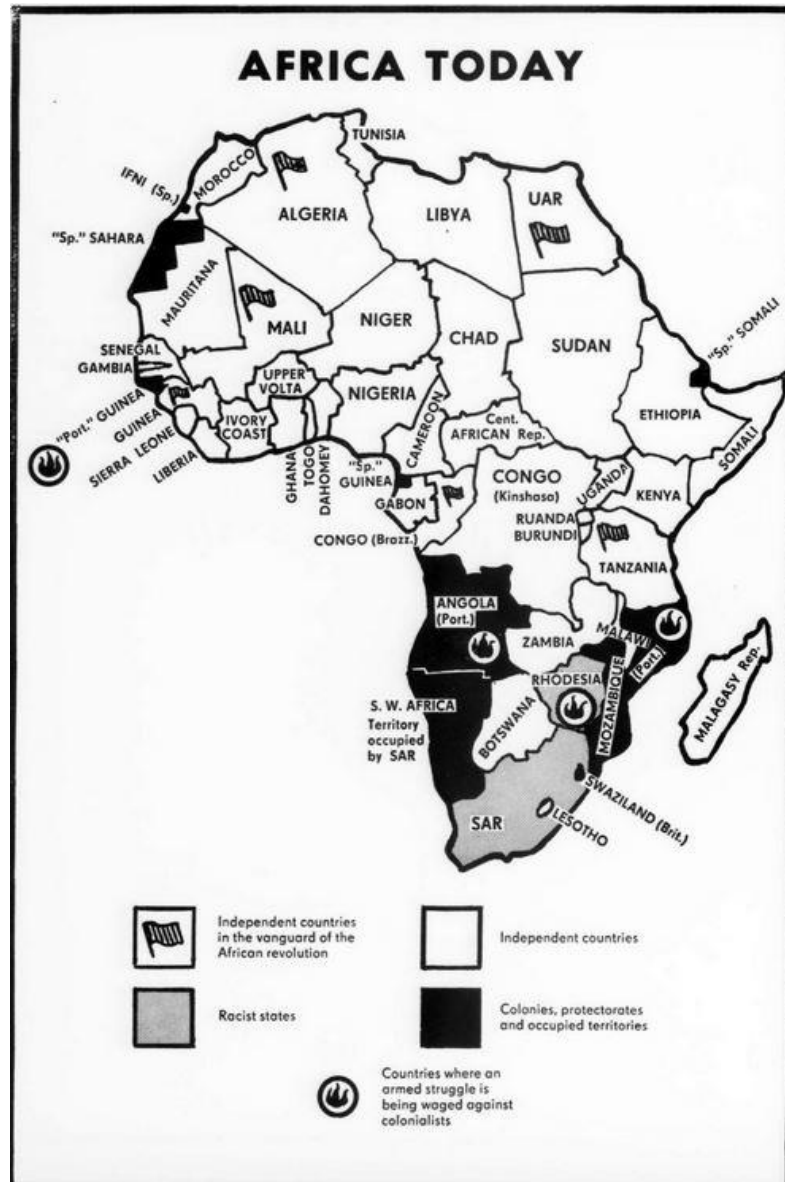 AFRICA TODAY
TUNISIA
MOROCCO
IFNI (Sp.)
ALGERIA
LIBYA
UAR
"Sp." SAHARA
MAURITANA
MALI
NIGER
CHAD
SUDAN
"Sp." SOMALI
SENEGAL
GAMBIA
UPPER
VOLTA
NIGERIA
ETHIOPIA
"Port." GUINEA
GUINEA
SIERRA LEONE
LIBERIA
IVORY
COAST
GHANA
TOGO
DAHOMEY
CAMEROON
Cent.
AFRICAN Rep.
SOMALI
"Sp."
GUINEA
GABON
CONGO (Brazz.)
CONGO
(Kinshasa)
UGANDA
KENYA
RUANDA
BURUNDI
TANZANIA
ANGOLA
(Port.)
ZAMBIA
MALAWI
MOZAMBIQUE
(Port.)
RHODESIA
S. W. AFRICA
Territory
occupied
by SAR
BOTSWANA
MALAGASY Rep.
SWAZILAND (Brit.)
SAR
LESOTHO
Independent countries
in the vanguard of the
African revolution
Independent countries
Racist states
Colonies, protectorates
and occupied territories
Countries where an
armed struggle is
being waged against
colonialists